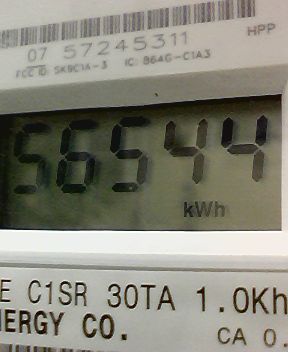 07 57245311
HPP
FCC ID: SK9C1A-3 IC: 864G-C1A3
56544
kWh
E C1SR 30TA 1.0Kh
NERGY CO.
CA 0.